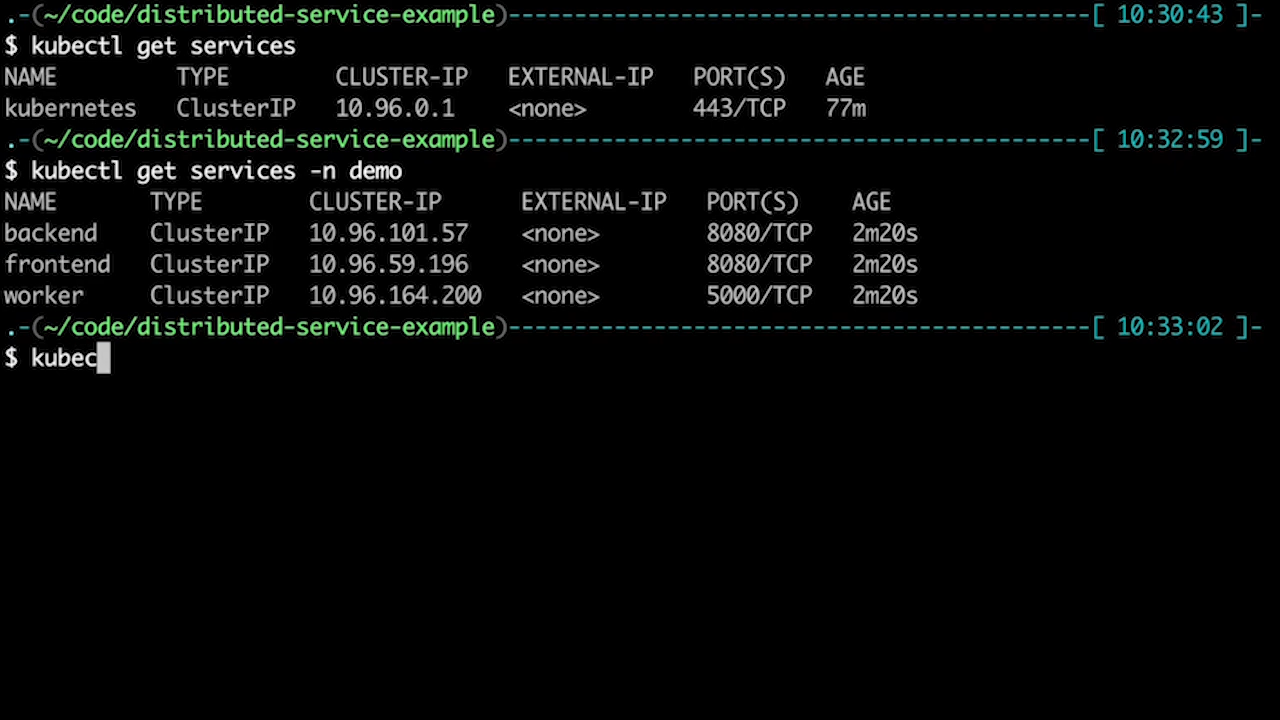 .-(~/code/distributed-service-example)--------------------------------------------[ 10:30:43 ]-
$ kubectl get services
NAME         TYPE        CLUSTER-IP   EXTERNAL-IP   PORT(S)   AGE
kubernetes   ClusterIP   10.96.0.1    <none>        443/TCP   77m
.-(~/code/distributed-service-example)--------------------------------------------[ 10:32:59 ]-
$ kubectl get services -n demo
NAME       TYPE        CLUSTER-IP      EXTERNAL-IP   PORT(S)    AGE
backend    ClusterIP   10.96.101.57    <none>        8080/TCP   2m20s
frontend   ClusterIP   10.96.59.196    <none>        8080/TCP   2m20s
worker     ClusterIP   10.96.164.200   <none>        5000/TCP   2m20s
.-(~/code/distributed-service-example)--------------------------------------------[ 10:33:02 ]-
$ kubec